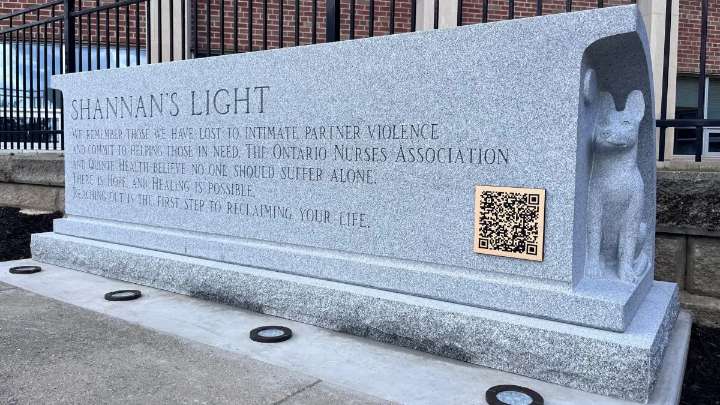 SHANNAN'S LIGHT
WE REMEMBER THOSE WE HAVE LOST TO INTIMATE PARTNER VIOLENCE
AND COMMIT TO HELPING THOSE IN NEED. THE ONTARIO NURSES ASSOCIATION
AND QUINTE HEALTH BELIEVE NO ONE SHOULD SUFFER ALONE.
THERE IS HOPE, AND HEALING IS POSSIBLE.
REACHING OUT IS THE FIRST STEP TO RECLAIMING YOUR LIFE.